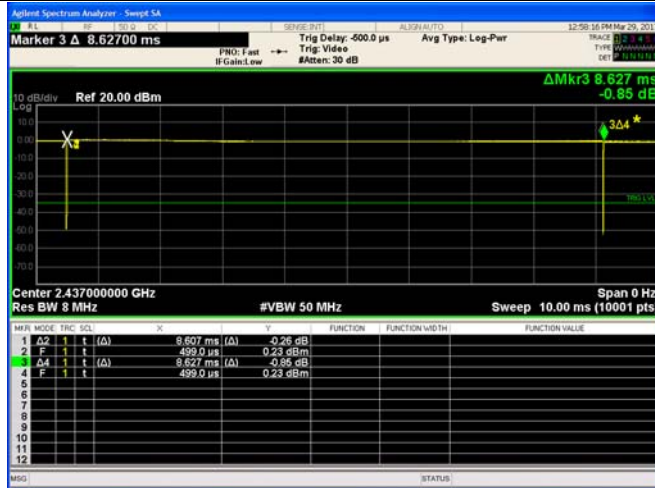 Agilent Spectrum Analyzer - Swept SA
RL RF 50 Ω DC SENSE:INT ALIGN AUTO 12:58:16 PM Mar 29, 201
Marker 3 Δ 8.62700 ms
Trig Delay: -600.0 µs Avg Type: Log-Pwr TRACE 1 2 3 4 5
PNO: Fast Trig: Video TYPE
IFGain:Low #Atten: 30 dB DET P N N N N
ΔMkr3 8.627 ms
10 dB/div Ref 20.00 dBm -0.85 dB
Log
10.0
3Δ4
0.00
-10.0
-20.0
-30.0
TRIG LVL
-40.0
-50.0
-60.0
-70.0
Center 2.437000000 GHz Span 0 Hz
Res BW 8 MHz #VBW 50 MHz Sweep 10.00 ms (10001 pts
MKR MODE TRC SCL X Y FUNCTION FUNCTION WIDTH FUNCTION VALUE
1 Δ2 1 t (Δ) 8.607 ms (Δ) -0.26 dB
2 F 1 t 499.0 µs 0.23 dBm
3 Δ4 1 t (Δ) 8.627 ms (Δ) -0.85 dB
4 F 1 t 499.0 µs 0.23 dBm
5
6
7
8
9
10
11
12
MSG STATUS